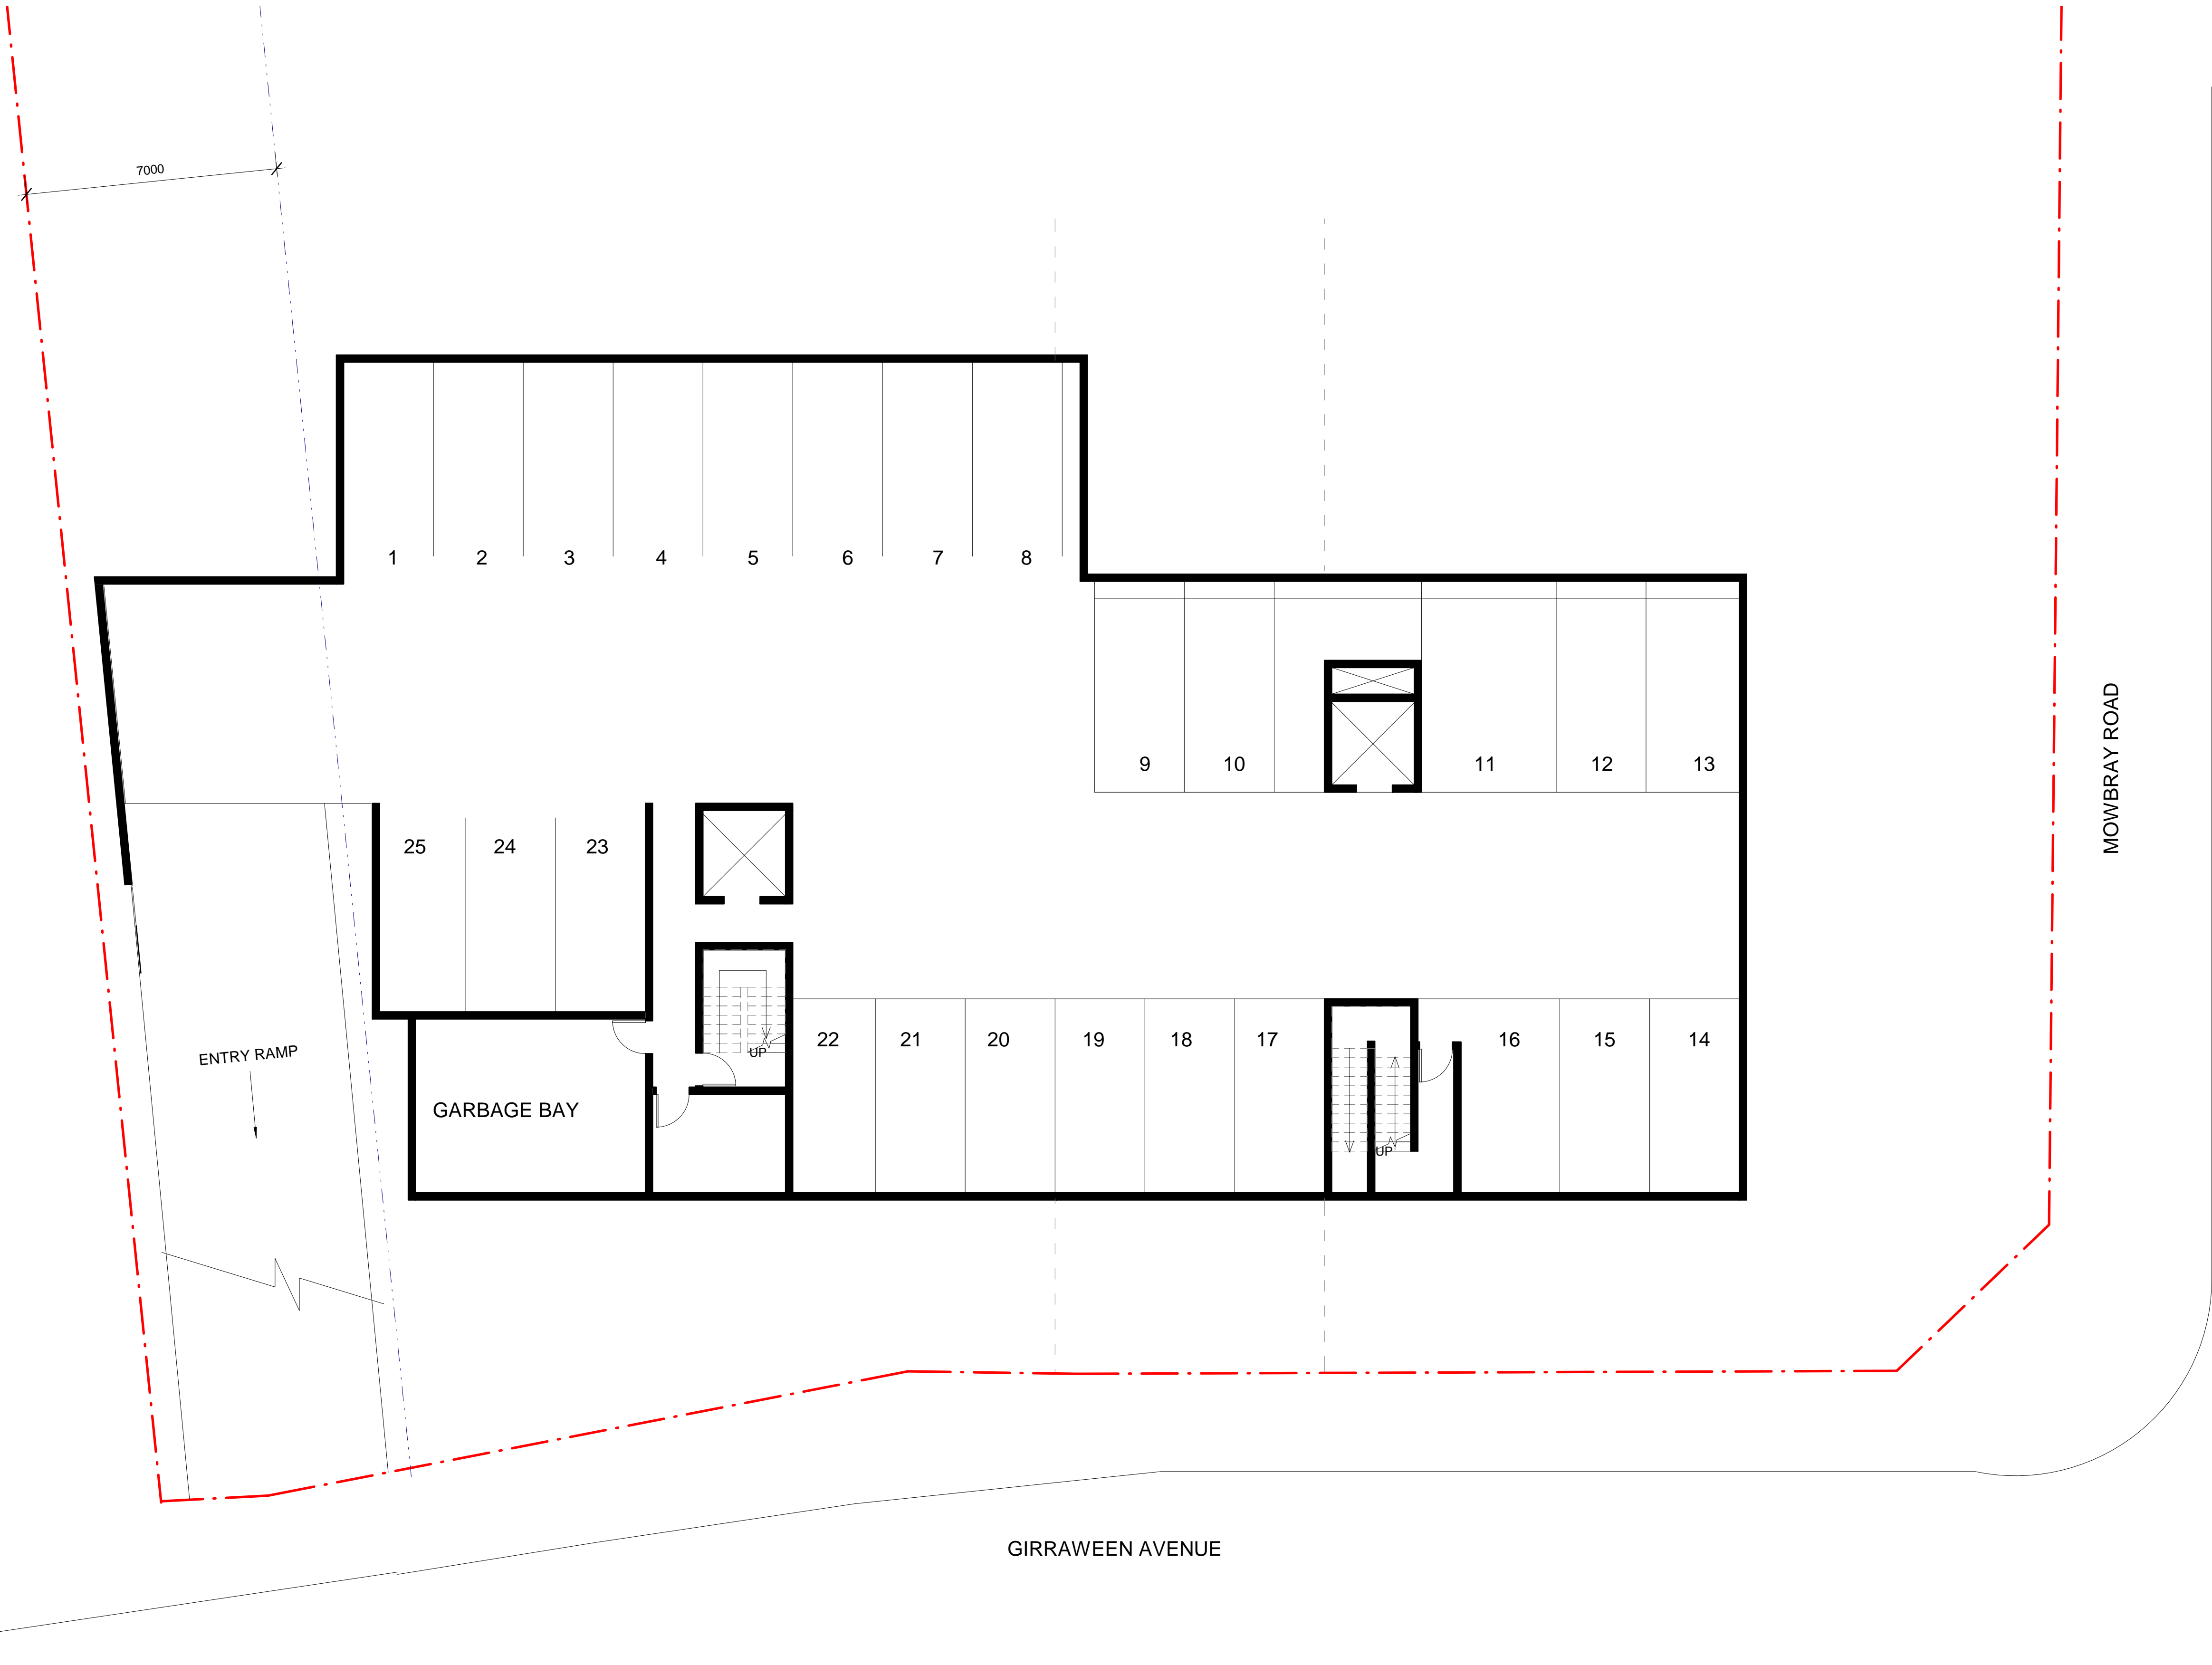 7000
1 2 3 4 5 6 7 8
9 10 11 12 13
MOWBRAY ROAD
25 24 23
22 21 20 19 18 17 16 15 14
UP
ENTRY RAMP
GARBAGE BAY
UP
GIRRAWEEN AVENUE